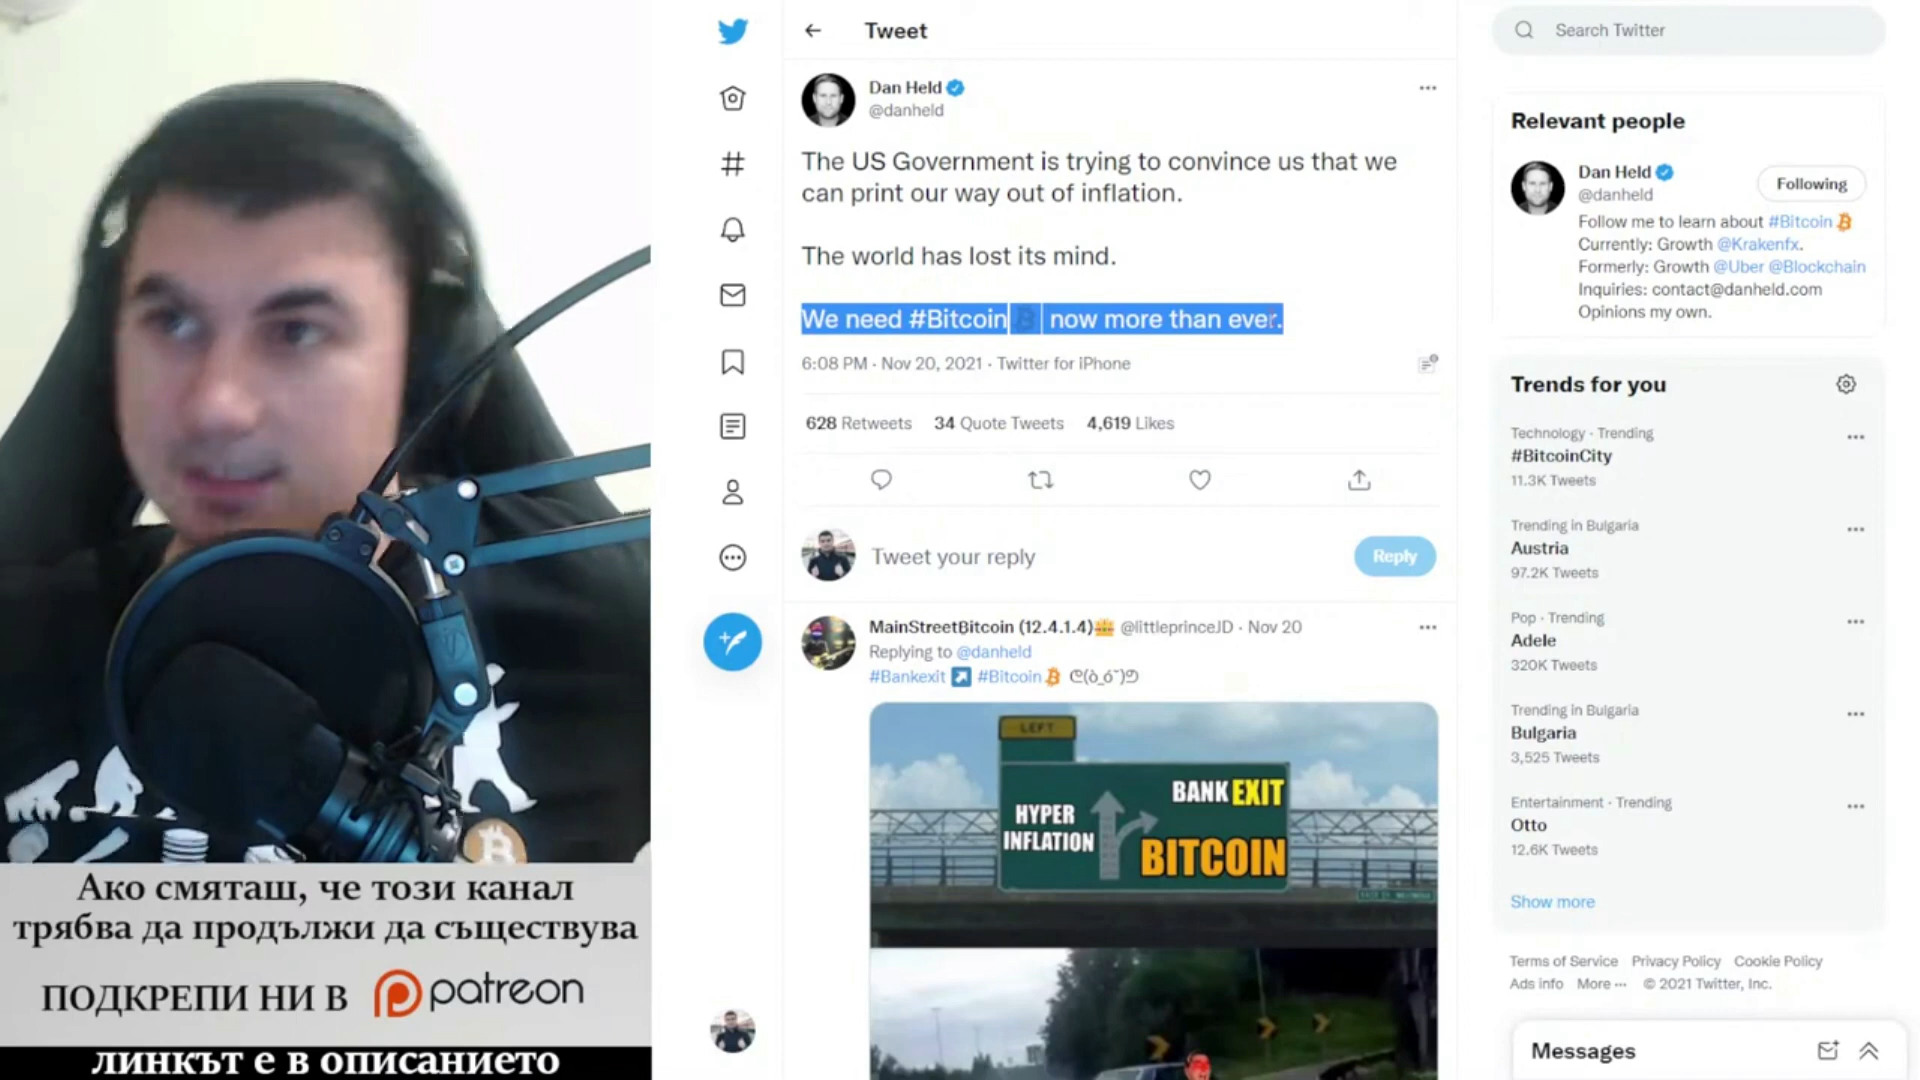 Tweet
Dan Held
@danheld
The US Government is trying to convince us that we
can print our way out of inflation.
The world has lost its mind.
We need #Bitcoin now more than ever.
6:08 PM · Nov 20, 2021 · Twitter for iPhone
628 Retweets 34 Quote Tweets 4,619 Likes
Tweet your reply
Reply
MainStreetBitcoin (12.4.1.4) @littleprinceJD · Nov 20
Replying to @danheld
#Bankexit #Bitcoin
LEFT
HYPER
INFLATION
BANK EXIT
BITCOIN
Search Twitter
Relevant people
Dan Held
@danheld
Following
Follow me to learn about #Bitcoin
Currently: Growth @Krakenfx.
Formerly: Growth @Uber @Blockchain
Inquiries: contact@danheld.com
Opinions my own.
Trends for you
Technology · Trending
#BitcoinCity
11.3K Tweets
Trending in Bulgaria
Austria
97.2K Tweets
Pop · Trending
Adele
320K Tweets
Trending in Bulgaria
Bulgaria
3,525 Tweets
Entertainment · Trending
Otto
12.6K Tweets
Show more
Terms of Service Privacy Policy Cookie Policy
Ads info More ··· © 2021 Twitter, Inc.
Messages
Ако смяташ, че този канал
трябва да продължи да съществува
ПОДКРЕПИ НИ В patreon
линкът е в описанието